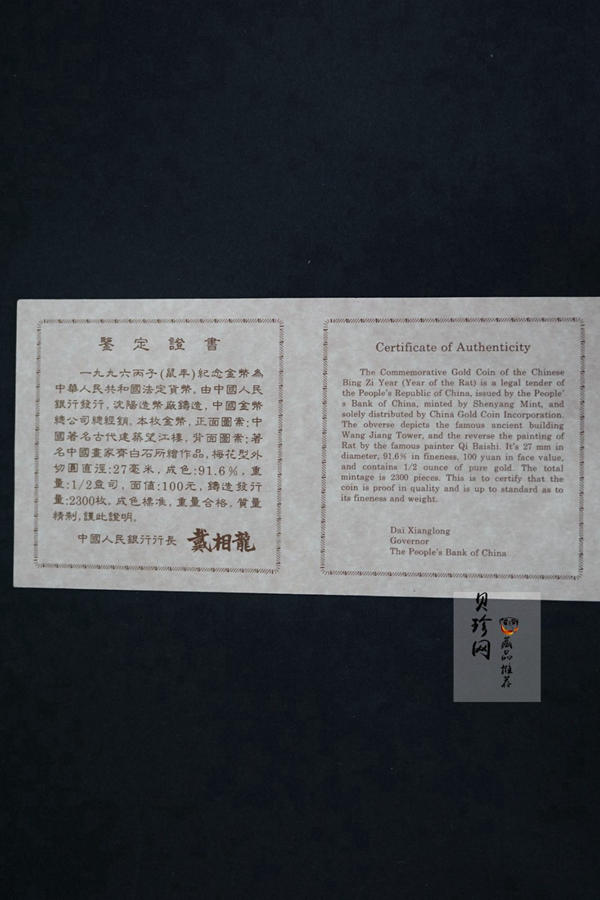 鑒定證書
一九九六丙子(鼠年)紀念金幣為
中華人民共和國法定貨幣，由中國人民
銀行發行，沈陽造幣廠鑄造，中國金幣
總公司總經銷。本枚金幣，正面圖案：中
國著名古代建築望江樓，背面圖案：著
名中國畫家齊白石所繪作品，梅花型外
切圓直徑：27毫米，成色：91.6%，重
量：1/2盎司，面值：100元，鑄造發行
量：2300枚，成色標準，重量合格，質量
精制，謹此證明。
中國人民銀行行長 戴相龍
Certificate of Authenticity
The Commemorative Gold Coin of the Chinese
Bing Zi Year (Year of the Rat) is a legal tender of
the People's Republic of China, issued by the People'
s Bank of China, minted by Shenyang Mint, and
solely distributed by China Gold Coin Incorporation.
The obverse depicts the famous ancient building
Wang Jiang Tower, and the reverse the painting of
Rat by the famous painter Qi Baishi. It's 27 mm in
diameter, 91.6% in fineness, 100 yuan in face value,
and contains 1/2 ounce of pure gold. The total
mintage is 2300 pieces. This is to certify that the
coin is proof in quality and is up to standard as to
its fineness and weight.
Dai Xianglong
Governor
The People's Bank of China
贝珍网
藏品推荐